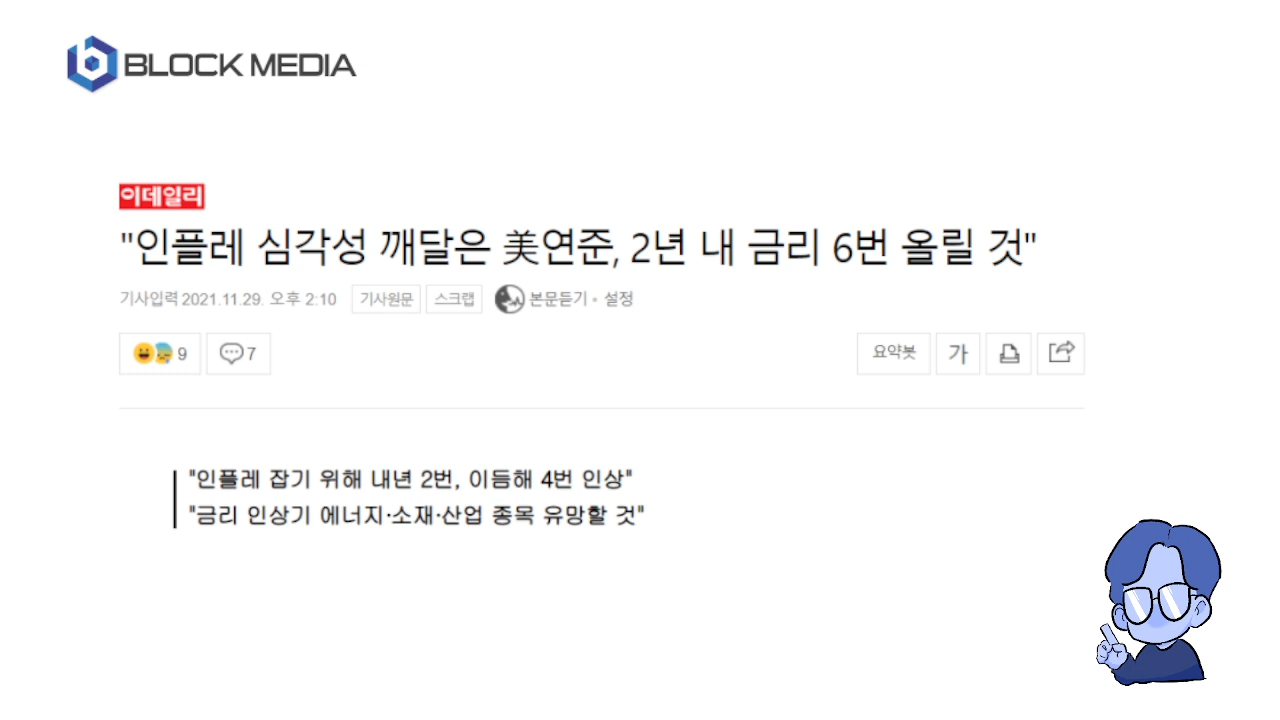 BLOCK MEDIA
이데일리
"인플레 심각성 깨달은 美연준, 2년 내 금리 6번 올릴 것"
기사입력 2021.11.29. 오후 2:10 기사원문 스크랩 본문듣기 · 설정
9 7 요약봇 가
"인플레 잡기 위해 내년 2번, 이듬해 4번 인상"
"금리 인상기 에너지·소재·산업 종목 유망할 것"